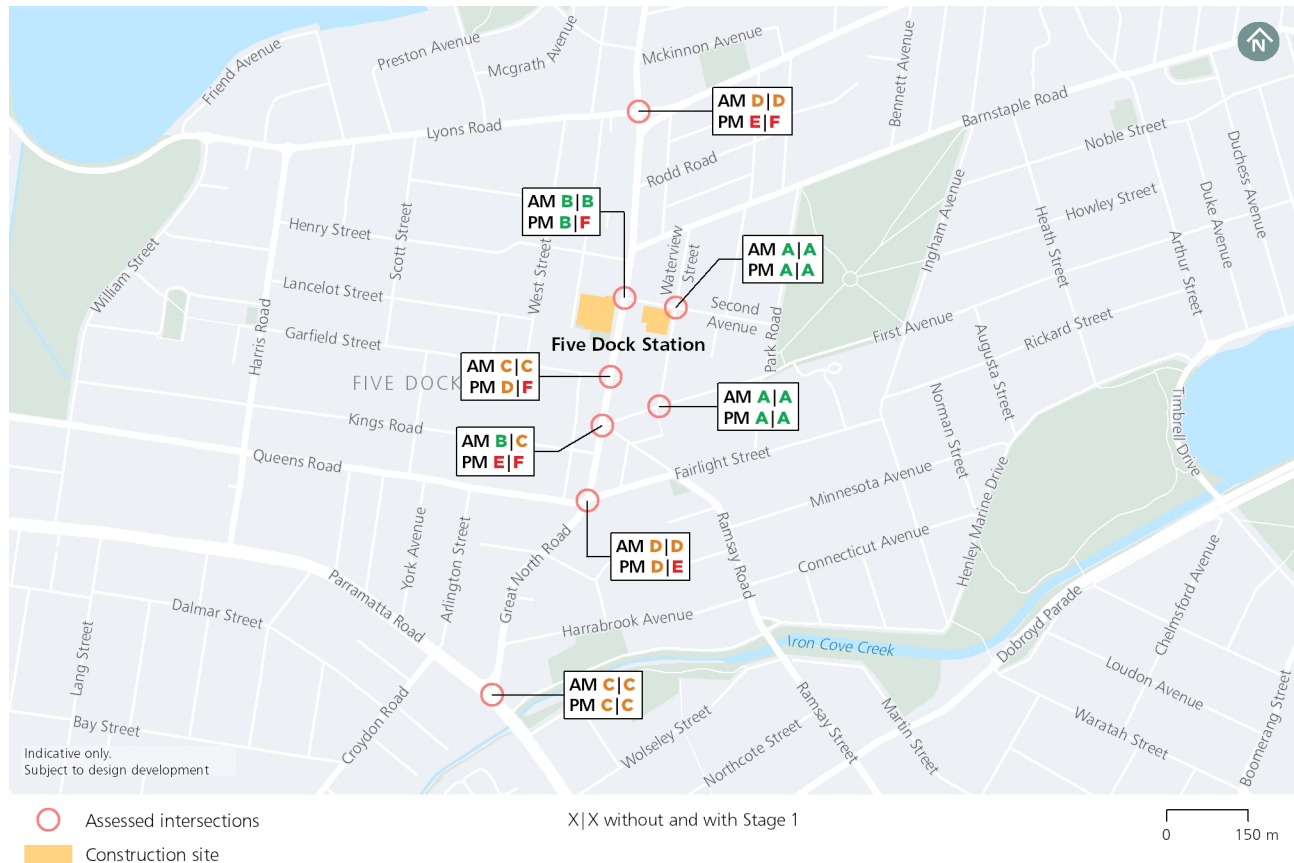 N
Friend Avenue
Preston Avenue
Mcgrath Avenue
Mckinnon Avenue
Bennett Avenue
Barnstaple Road
Lyons Road
AM D|D
PM E|F
Noble Street
Duchess Avenue
Rodd Road
AM B|B
PM B|F
Henry Street
Scott Street
West Street
Waterview
Street
AM A|A
PM A|A
Ingham Avenue
Howley Street
Heath Street
Duke Avenue
Arthur Street
William Street
Lancelot Street
Harris Road
Garfield Street
Second
Avenue
Park Road
First Avenue
Augusta Street
Rickard Street
Five Dock Station
FIVE DOCK
AM C|C
PM D|F
AM A|A
PM A|A
Kings Road
AM B|C
PM E|F
Norman Street
Timbrell Drive
Queens Road
Fairlight Street
Minnesota Avenue
Henley Marine Drive
York Avenue
Arlington Street
Great North Road
AM D|D
PM D|E
Ramsay Road
Connecticut Avenue
Chelmsford Avenue
Parramatta Road
Dalmar Street
Harrabrook Avenue
Iron Cove Creek
Dobroyd Parade
Lang Street
AM C|C
PM C|C
Loudon Avenue
Bay Street
Croydon Road
Wolseley Street
Northcote Street
Ramsay Street
Martin Street
Waratah Street
Boomerang Street
Indicative only.
Subject to design development
Assessed intersections
X|X without and with Stage 1
0 150 m
Construction site